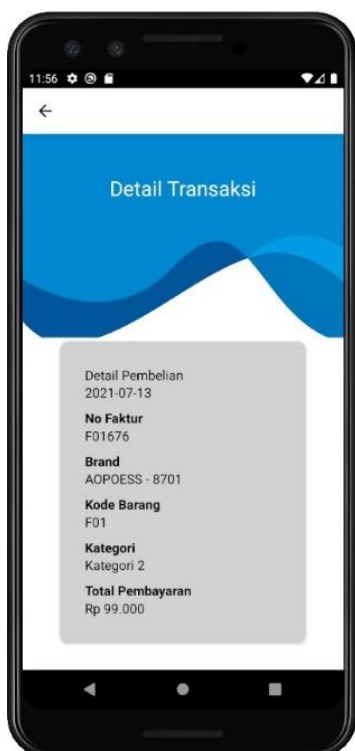 11:56
Detail Transaksi
Detail Pembelian
2021-07-13
No Faktur
F01676
Brand
AOPOESS - 8701
Kode Barang
F01
Kategori
Kategori 2
Total Pembayaran
Rp 99.000